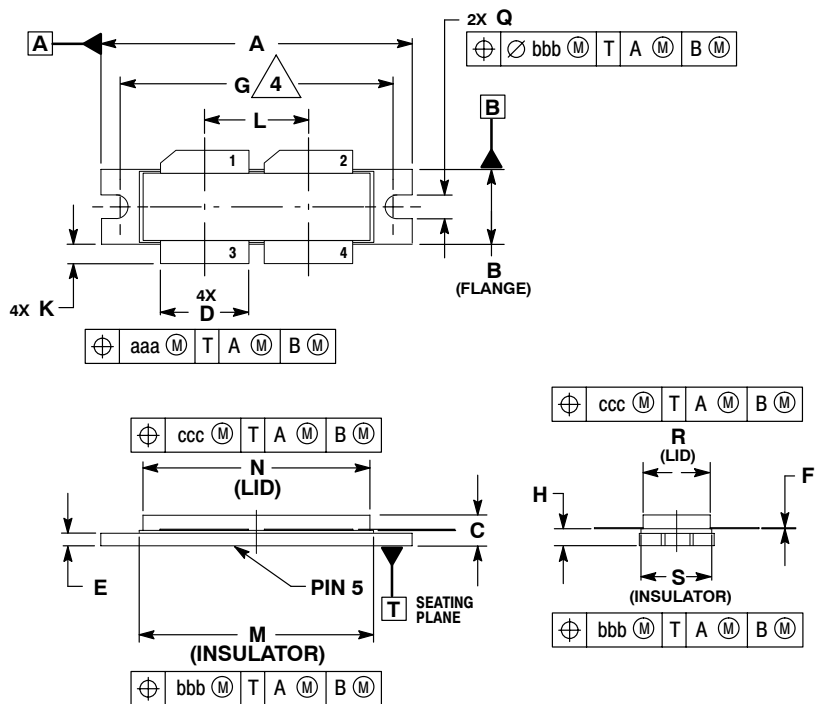 A
A
2X Q
⌖ ∅ bbb Ⓜ T A Ⓜ B Ⓜ
G 4
L
B
1
2
3
4
B
(FLANGE)
4X K
4X
D
⌖ aaa Ⓜ T A Ⓜ B Ⓜ
⌖ ccc Ⓜ T A Ⓜ B Ⓜ
N
(LID)
C
E
PIN 5
T SEATING
PLANE
M
(INSULATOR)
⌖ bbb Ⓜ T A Ⓜ B Ⓜ
⌖ ccc Ⓜ T A Ⓜ B Ⓜ
R
(LID)
F
H
S
(INSULATOR)
⌖ bbb Ⓜ T A Ⓜ B Ⓜ